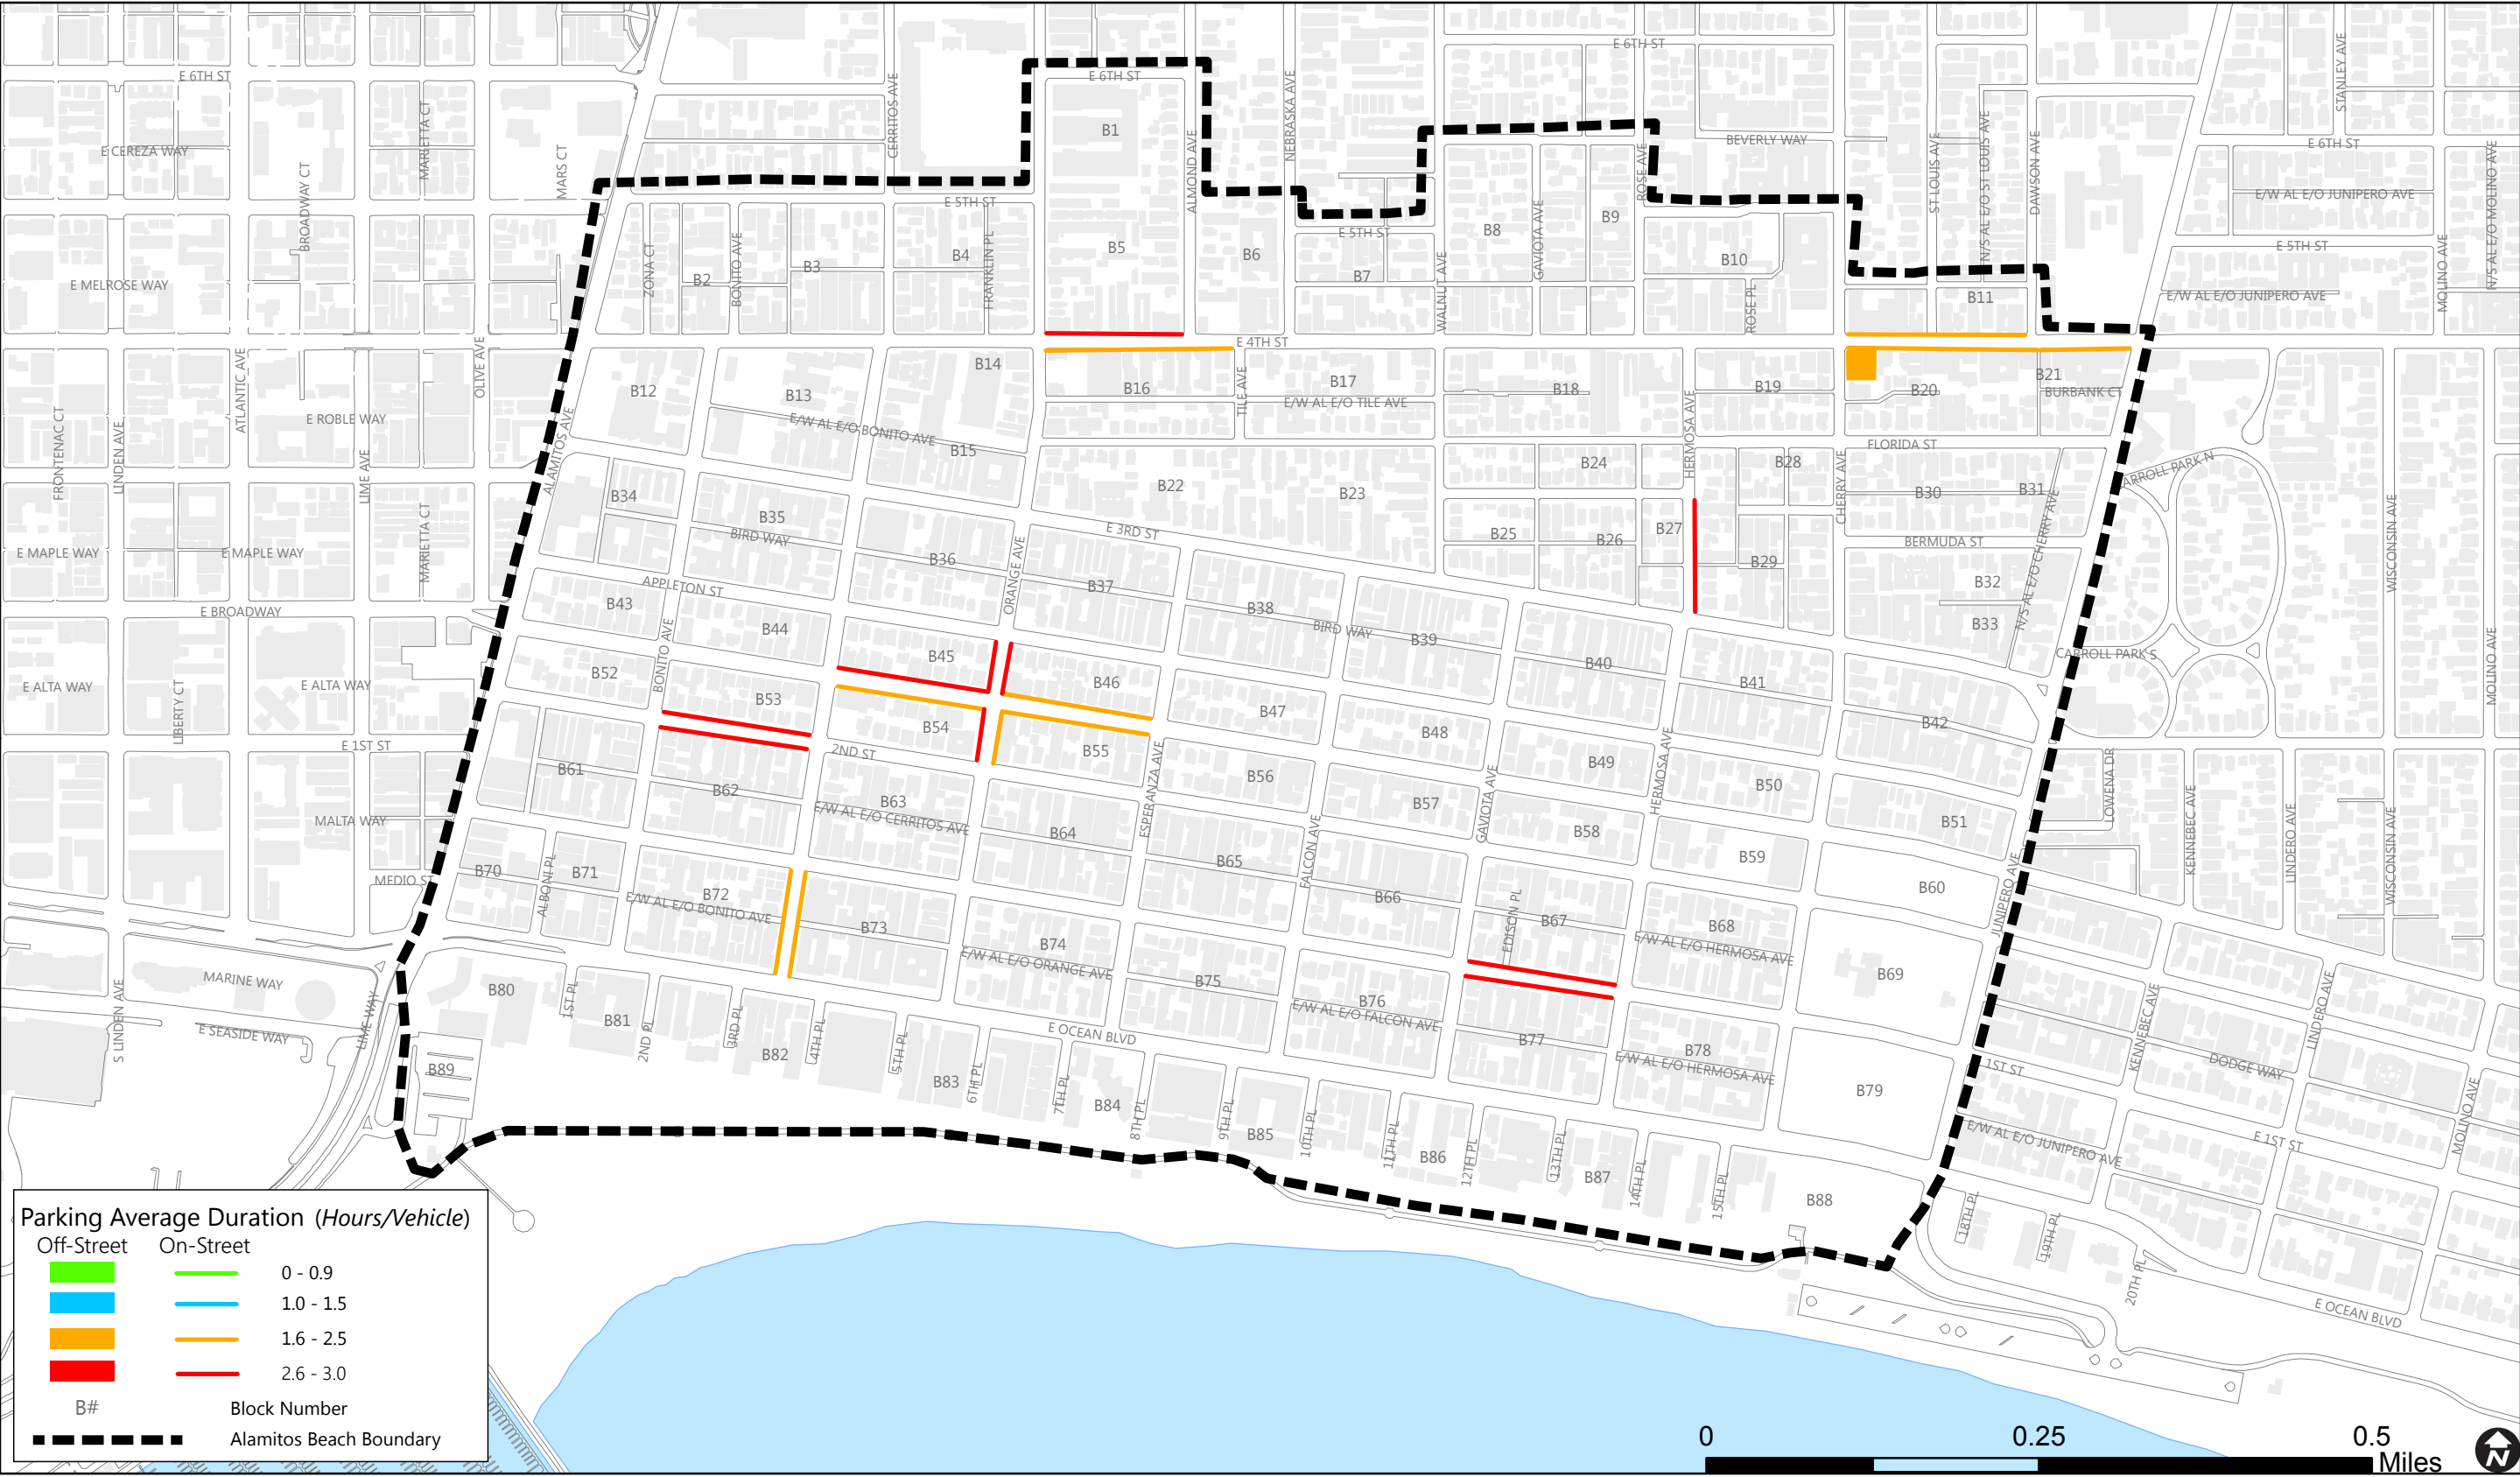 E 6TH ST
E 6TH ST
E 6TH ST
STANLEY AVE
CERRITOS AVE
NEBRASKA AVE
MARIETTA CT
B1
E CEREZA WAY
MARS CT
ALMOND AVE
ROSE AVE
BEVERLY WAY
ST LOUIS AVE
N/S AL E/O ST LOUIS AVE
DAWSON AVE
E 6TH ST
N/S AL E/O MOLINO AVE
E/W AL E/O JUNIPERO AVE
BROADWAY CT
E 5TH ST
E 5TH ST
E 5TH ST
ZONA CT
BONITO AVE
FRANKLIN PL
B2
B3
B4
B5
B6
B7
WALNUT AVE
B8
GAVIOTA AVE
B9
B10
ROSE PL
B11
E MELROSE WAY
E/W AL E/O JUNIPERO AVE
MOLINO AVE
ATLANTIC AVE
OLIVE AVE
E 4TH ST
B12
B13
B14
B16
TILE AVE
B17
B18
HERMOSA AVE
B19
B20
B21
BURBANK CT
E/W AL E/O TILE AVE
E/W AL E/O BONITO AVE
B15
FRONTENAC CT
LINDEN AVE
E ROBLE WAY
LIME AVE
ALAMITOS AVE
FLORIDA ST
B34
B35
BIRD WAY
B22
B23
B24
B28
CHERRY AVE
B30
B31
CARROLL PARK N
MARIETTA CT
E MAPLE WAY
E MAPLE WAY
B36
ORANGE AVE
E 3RD ST
B25
B26
B27
B29
BERMUDA ST
B32
N/S AL E/O CHERRY AVE
WISCONSIN AVE
B37
B38
BIRD WAY
B39
B33
E BROADWAY
APPLETON ST
B43
B44
B45
B46
B40
B41
CARROLL PARK S
MOLINO AVE
BONITO AVE
B52
B53
B54
B47
B48
B42
E ALTA WAY
LIBERTY CT
E ALTA WAY
E 1ST ST
2ND ST
B55
ESPERANZA AVE
B56
B49
HERMOSA AVE
B50
B61
B62
B63
B57
GAVIOTA AVE
B58
B51
LOWENA DR
KENNEBEC AVE
LINDERO AVE
WISCONSIN AVE
MALTA WAY
E/W AL E/O CERRITOS AVE
B64
B65
FALCON AVE
B59
B60
JUNIPERO AVE
MEDIO ST
B70
ALBONI PL
B71
B72
E/W AL E/O BONITO AVE
B73
B66
EDISON PL
B67
B68
E/W AL E/O HERMOSA AVE
B69
B74
E/W AL E/O ORANGE AVE
B75
B76
E/W AL E/O FALCON AVE
B77
B78
E/W AL E/O HERMOSA AVE
B79
MARINE WAY
S LINDEN AVE
E SEASIDE WAY
LIME WAY
B80
1ST PL
B81
2ND PL
3RD PL
B82
4TH PL
5TH PL
B83
6TH PL
E OCEAN BLVD
7TH PL
B84
8TH PL
9TH PL
B85
10TH PL
11TH PL
B86
12TH PL
13TH PL
B87
14TH PL
15TH PL
B88
B89
1ST ST
KENNEBEC AVE
DODGE WAY
LINDERO AVE
MOLINO AVE
E 1ST ST
E/W AL E/O JUNIPERO AVE
18TH PL
19TH PL
20TH PL
E OCEAN BLVD
Parking Average Duration (Hours/Vehicle)
Off-Street On-Street
0 - 0.9
1.0 - 1.5
1.6 - 2.5
2.6 - 3.0
B# Block Number
Alamitos Beach Boundary
0 0.25 0.5
Miles
N